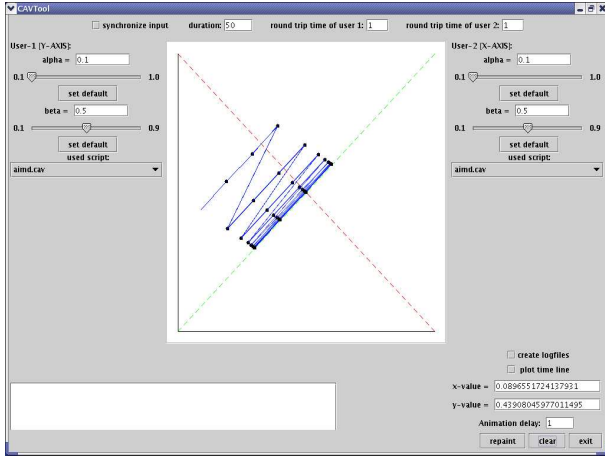 CAVTool
synchronize input duration: 50 round trip time of user 1: 1 round trip time of user 2: 1
User-1 [Y-AXIS]:
alpha = 0.1
0.1 1.0
set default
beta = 0.5
0.1 0.9
set default
used script:
aimd.cav
User-2 [X-AXIS]:
alpha = 0.1
0.1 1.0
set default
beta = 0.5
0.1 0.9
set default
used script:
aimd.cav
create logfiles
plot time line
x-value = 0.0896551724137931
y-value = 0.43908045977011495
Animation delay: 1
repaint clear exit